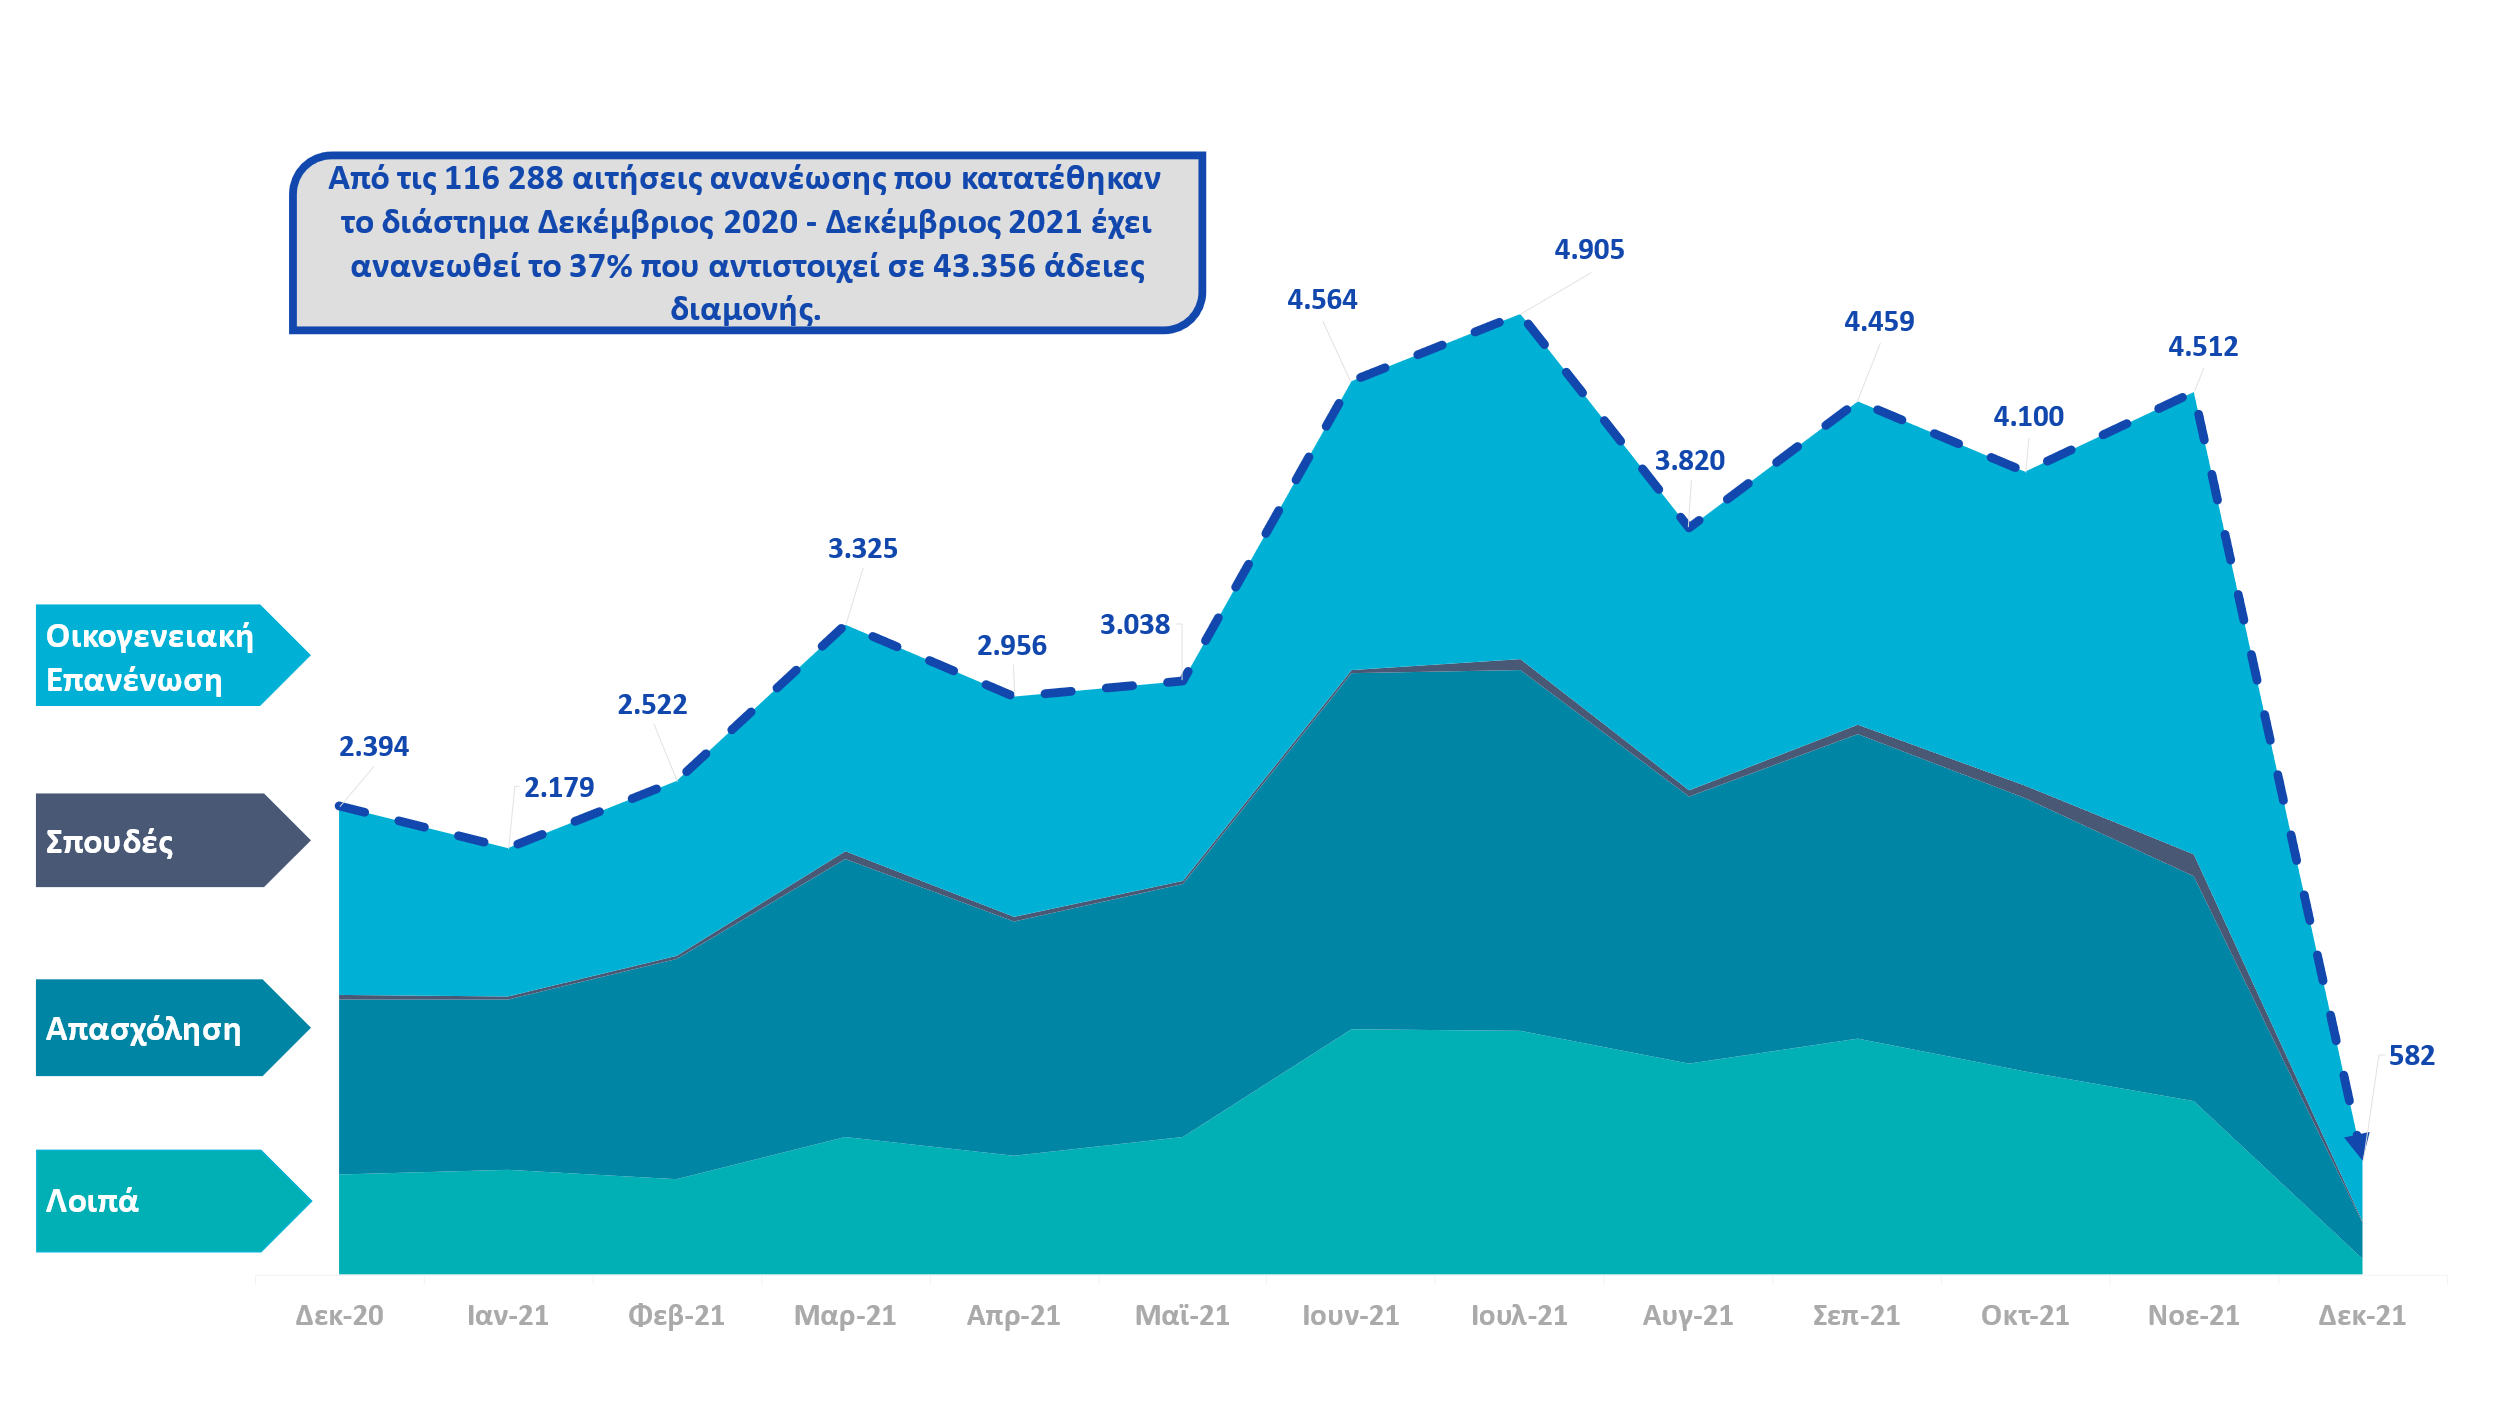 Από τις 116 288 αιτήσεις ανανέωσης που κατατέθηκαν
το διάστημα Δεκέμβριος 2020 - Δεκέμβριος 2021 έχει
ανανεωθεί το 37% που αντιστοιχεί σε 43.356 άδειες
διαμονής.
4.905
4.564
4.459
4.512
4.100
3.820
3.325
3.038
2.956
2.522
2.394
2.179
582
Οικογενειακή
Επανένωση
Σπουδές
Απασχόληση
Λοιπά
Δεκ-20 Ιαν-21 Φεβ-21 Μαρ-21 Απρ-21 Μαϊ-21 Ιουν-21 Ιουλ-21 Αυγ-21 Σεπ-21 Οκτ-21 Νοε-21 Δεκ-21